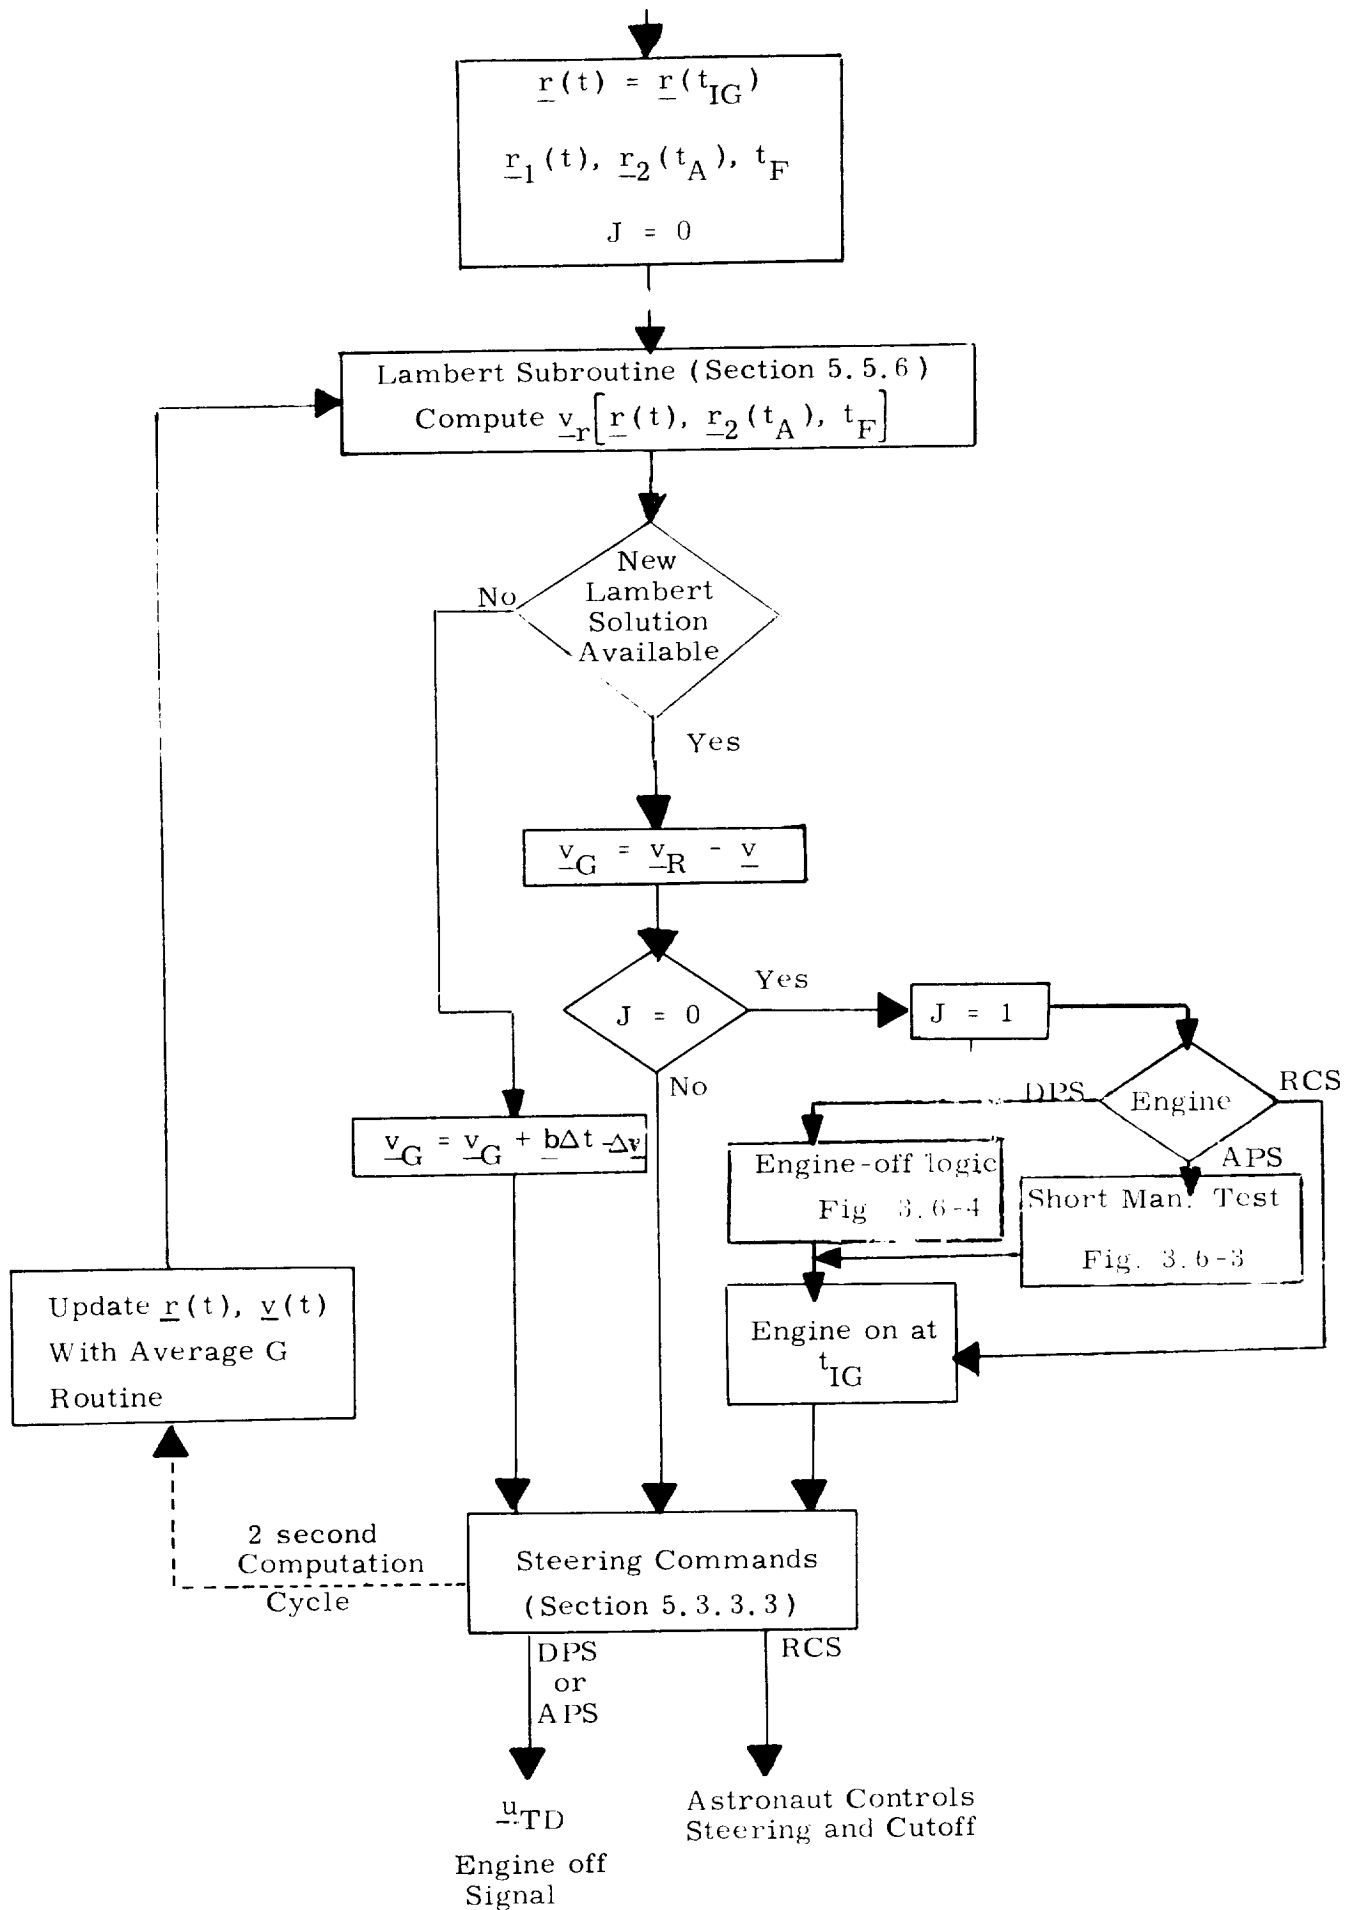 r(t) = r(t_IG)
r_1(t), r_2(t_A), t_F
J = 0
Lambert Subroutine (Section 5.5.6)
Compute v_r[r(t), r_2(t_A), t_F]
New
Lambert
Solution
Available
No
Yes
v_G = v_R - v
J = 0
Yes
J = 1
No
Engine
DPS
RCS
APS
v_G = v_G + bΔt -Δv
Engine-off logic
Fig 3.6-4
Short Man. Test
Fig. 3.6-3
Engine on at
t_IG
Update r(t), v(t)
With Average G
Routine
2 second
Computation
Cycle
Steering Commands
(Section 5.3.3.3)
DPS
or
APS
RCS
u_TD
Engine off
Signal
Astronaut Controls
Steering and Cutoff